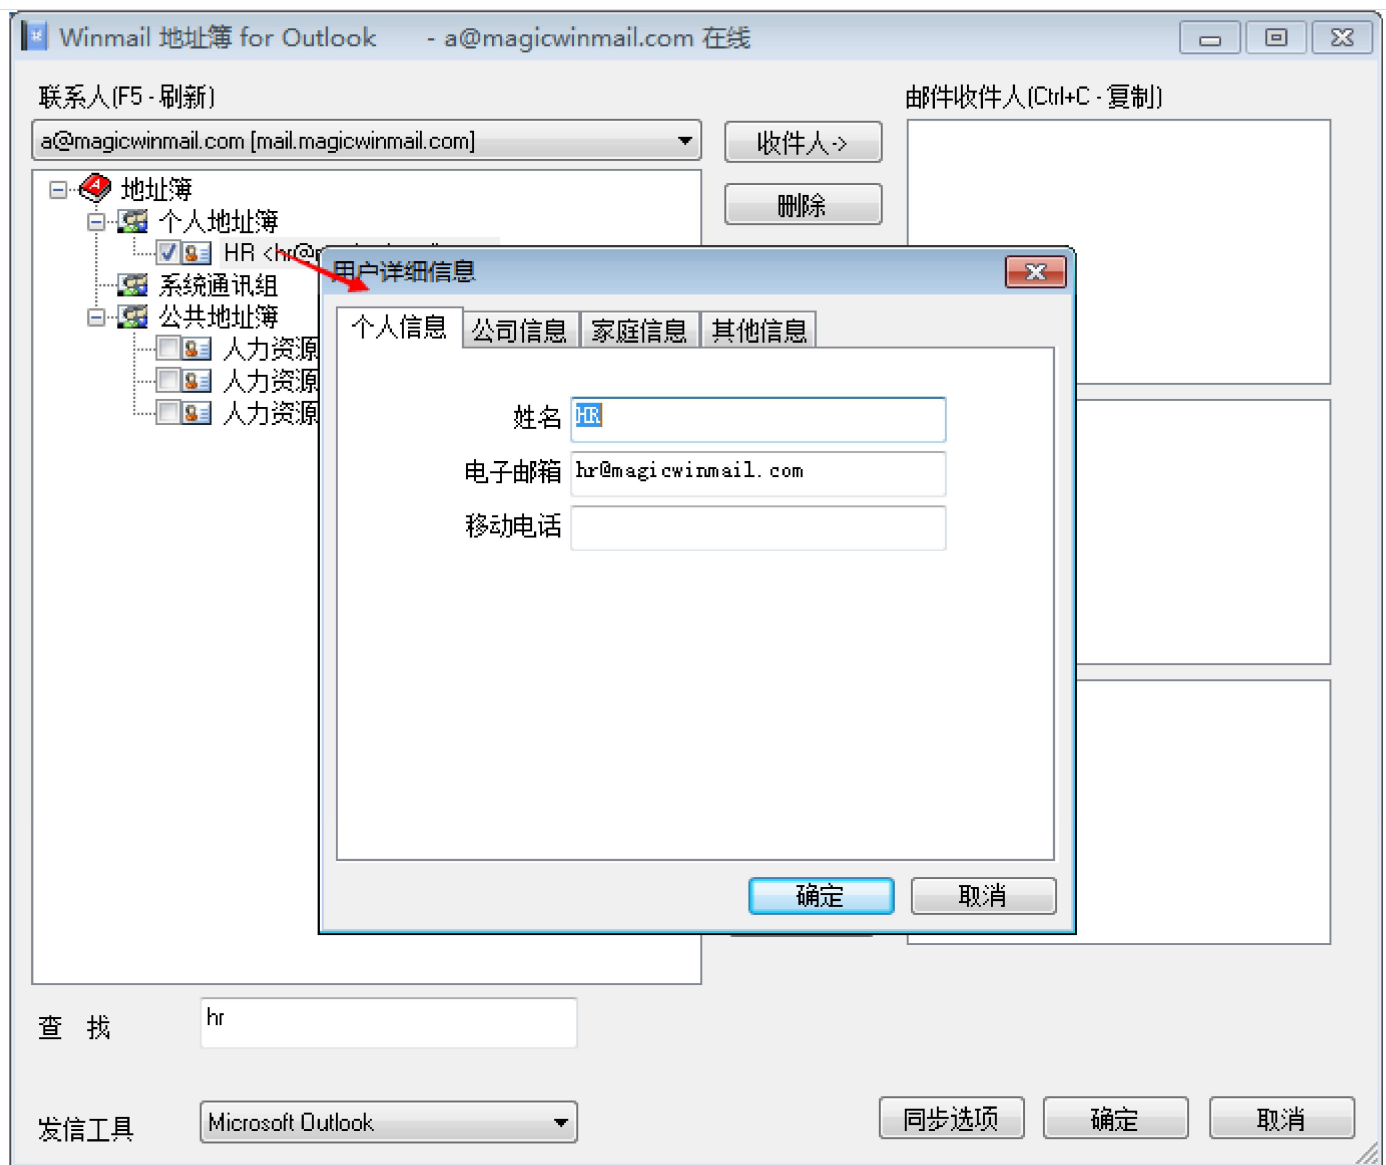 Winmail 地址簿 for Outlook - a@magicwinmail.com 在线
联系人(F5 - 刷新)
邮件收件人(Ctrl+C - 复制)
a@magicwinmail.com [mail.magicwinmail.com]
收件人->
删除
地址簿
个人地址簿
HR <hr@
系统通讯组
公共地址簿
人力资源
人力资源
人力资源
用户详细信息
个人信息 公司信息 家庭信息 其他信息
姓名 HR
电子邮箱 hr@magicwinmail.com
移动电话
确定 取消
查 找 hr
发信工具 Microsoft Outlook
同步选项 确定 取消